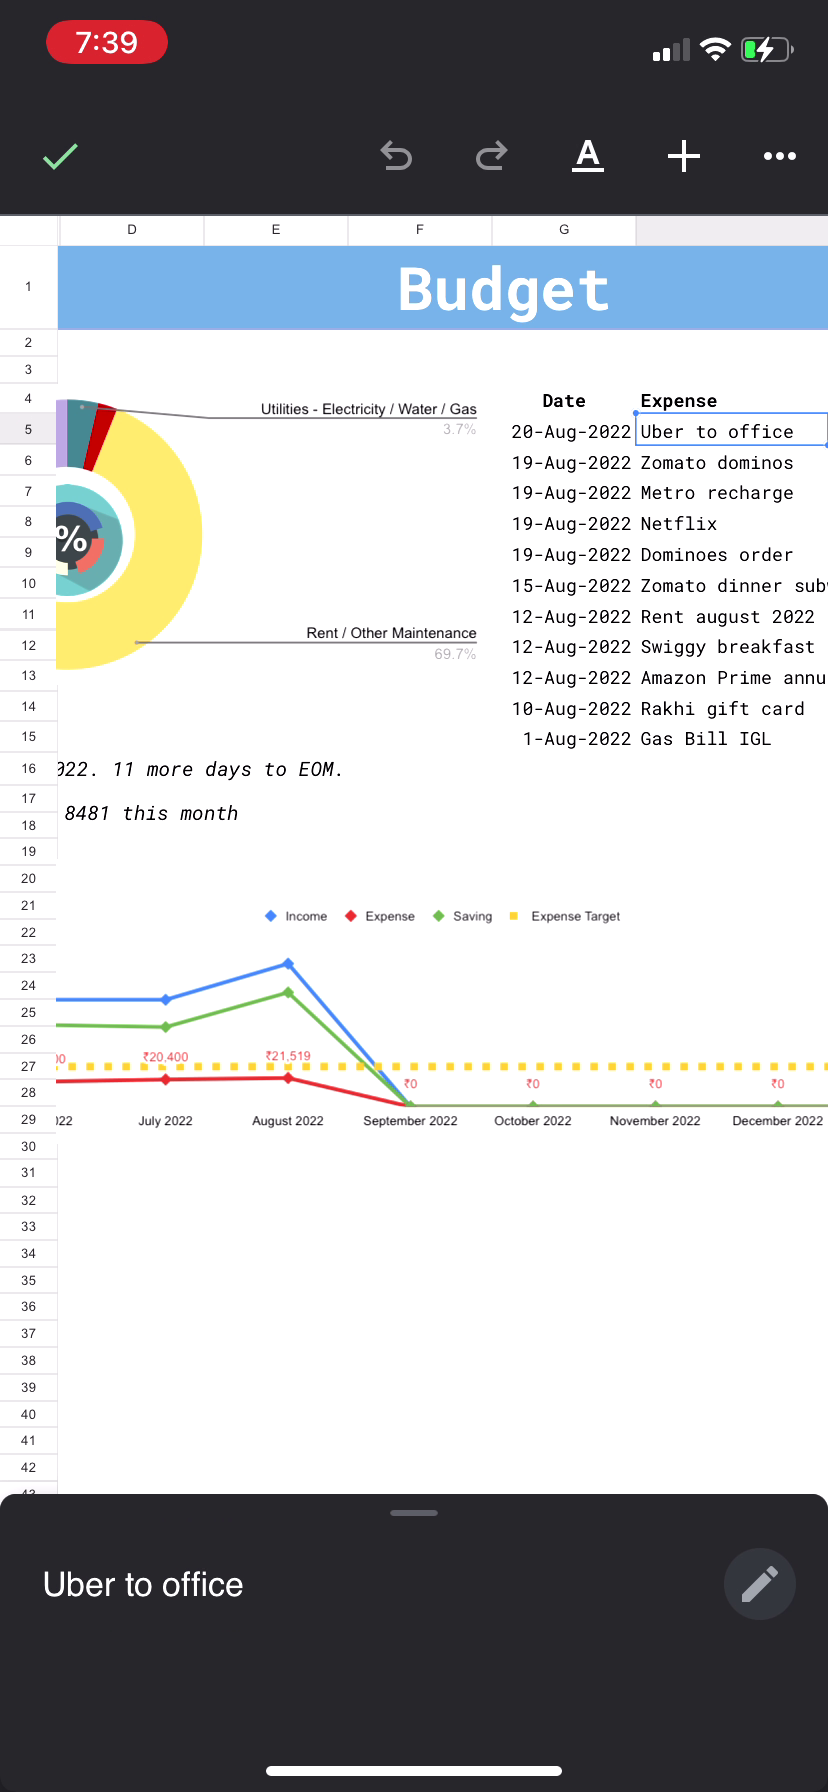 7:39
A
D E F G
1 Budget
2
3
4 Utilities - Electricity / Water / Gas Date Expense
3.7%
5 20-Aug-2022 Uber to office
6 19-Aug-2022 Zomato dominos
7 19-Aug-2022 Metro recharge
8 19-Aug-2022 Netflix
%
9 19-Aug-2022 Dominoes order
10 15-Aug-2022 Zomato dinner sub
11 12-Aug-2022 Rent august 2022
12 Rent / Other Maintenance 12-Aug-2022 Swiggy breakfast
69.7%
13 12-Aug-2022 Amazon Prime annu
14 10-Aug-2022 Rakhi gift card
15 1-Aug-2022 Gas Bill IGL
16 022. 11 more days to EOM.
17
18 8481 this month
19
20
21 Income Expense Saving Expense Target
22
23
24
25
26
27 00 ₹20,400 ₹21,519
28 ₹0 ₹0 ₹0 ₹0
29 022 July 2022 August 2022 September 2022 October 2022 November 2022 December 2022
30
31
32
33
34
35
36
37
38
39
40
41
42
Uber to office